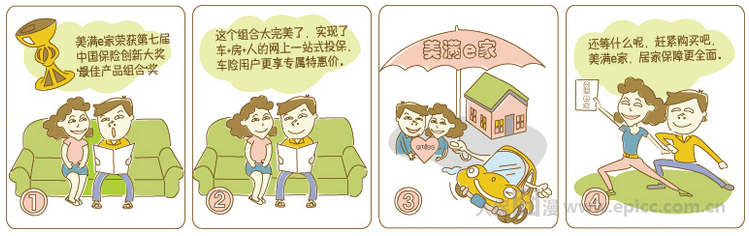 美满e家荣获第七届
中国保险创新大奖
“最佳产品组合”奖
①
这个组合太完美了，实现了
车+房+人的网上一站式投保，
车险用户更享专属特惠价。
②
美满e家
③
还等什么呢，赶紧购买吧，
美满e家，居家保障更全面。
美满e家
④
www.epicc.com.cn